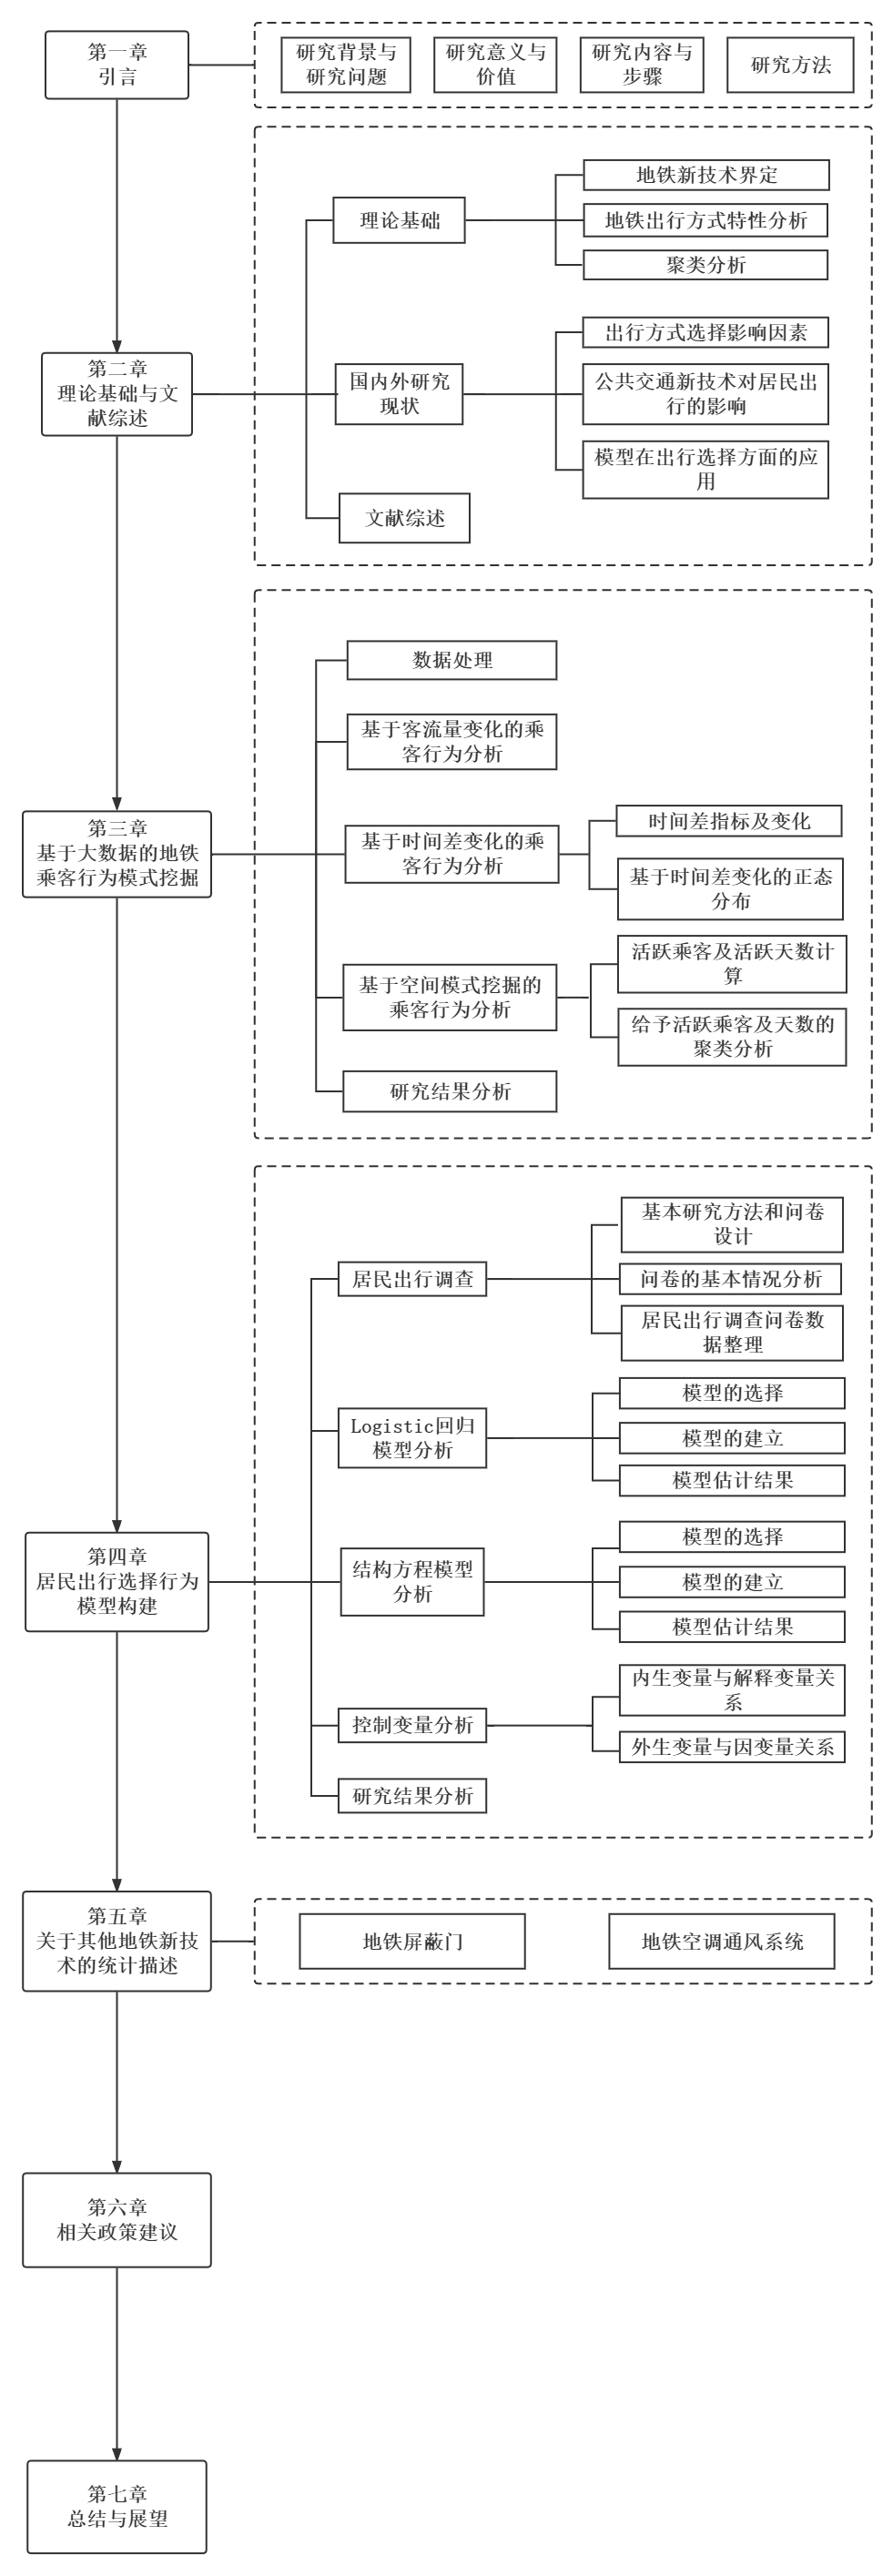 第一章
引言
研究背景与
研究问题
研究意义与
价值
研究内容与
步骤
研究方法
第二章
理论基础与文
献综述
理论基础
地铁新技术界定
地铁出行方式特性分析
聚类分析
国内外研究
现状
出行方式选择影响因素
公共交通新技术对居民出
行的影响
模型在出行选择方面的应
用
文献综述
第三章
基于大数据的地铁
乘客行为模式挖掘
数据处理
基于客流量变化的乘
客行为分析
基于时间差变化的乘
客行为分析
时间差指标及变化
基于时间差变化的正态
分布
基于空间模式挖掘的
乘客行为分析
活跃乘客及活跃天数计
算
给予活跃乘客及天数的
聚类分析
研究结果分析
第四章
居民出行选择行为
模型构建
居民出行调查
基本研究方法和问卷
设计
问卷的基本情况分析
居民出行调查问卷数
据整理
Logistic回归
模型分析
模型的选择
模型的建立
模型估计结果
结构方程模型
分析
模型的选择
模型的建立
模型估计结果
控制变量分析
内生变量与解释变量关
系
外生变量与因变量关系
研究结果分析
第五章
关于其他地铁新技
术的统计描述
地铁屏蔽门
地铁空调通风系统
第六章
相关政策建议
第七章
总结与展望